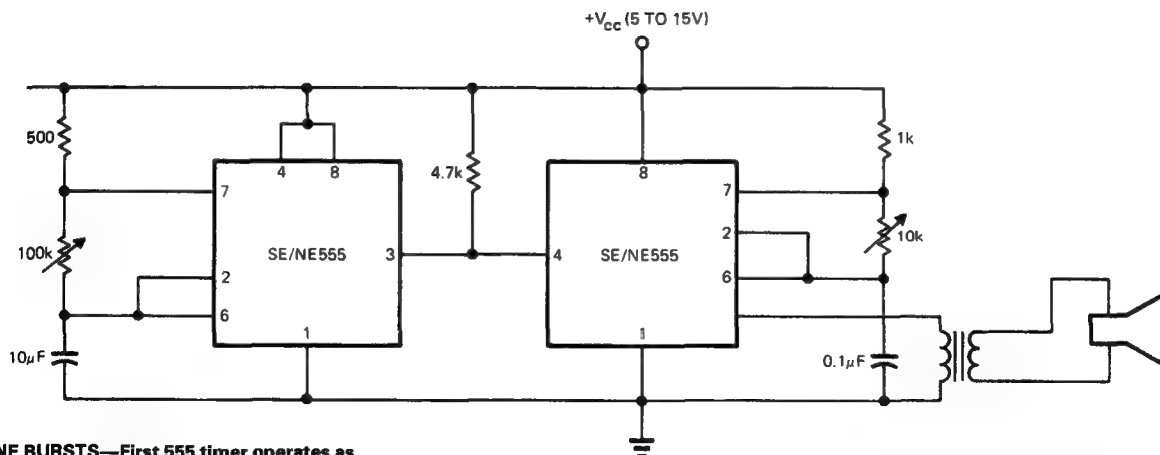 +Vcc (5 TO 15V)
500
4
8
4.7k
8
1k
7
7
100k
SE/NE555
3
4
SE/NE555
2
10k
2
6
6
1
1
10µF
0.1µF
BURSTS—First 555 timer operates as